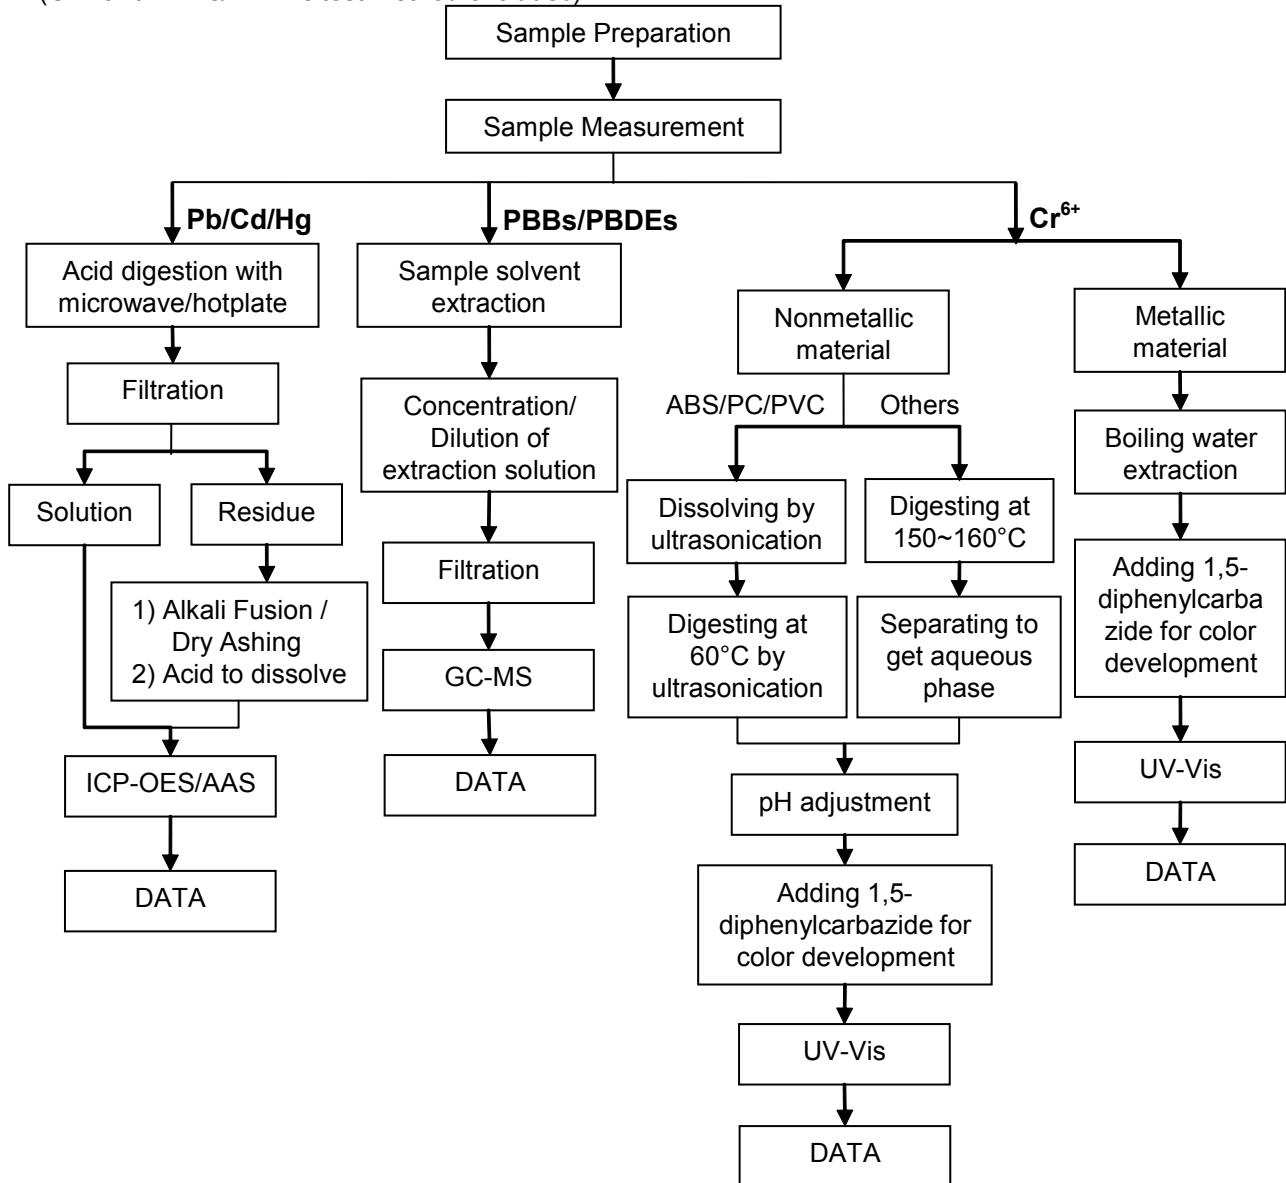 Sample Preparation
Sample Measurement
Pb/Cd/Hg
PBBs/PBDEs
Cr6+
Acid digestion with
microwave/hotplate
Filtration
Solution
Residue
1) Alkali Fusion /
Dry Ashing
2) Acid to dissolve
ICP-OES/AAS
DATA
Sample solvent
extraction
Concentration/
Dilution of
extraction solution
Filtration
GC-MS
DATA
Nonmetallic
material
ABS/PC/PVC
Others
Dissolving by
ultrasonication
Digesting at
60°C by
ultrasonication
Digesting at
150~160°C
Separating to
get aqueous
phase
pH adjustment
Adding 1,5-
diphenylcarbazide for
color development
UV-Vis
DATA
Metallic
material
Boiling water
extraction
Adding 1,5-
diphenylcarba
zide for color
development
UV-Vis
DATA